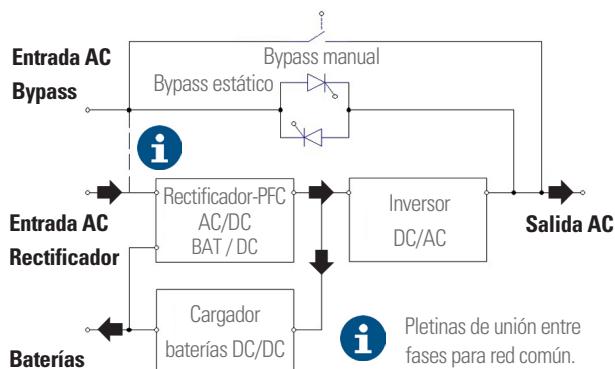 Entrada AC
Bypass
Bypass manual
Bypass estático
i
Entrada AC
Rectificador
Rectificador-PFC
AC/DC
BAT / DC
Inversor
DC/AC
Salida AC
Cargador
baterías DC/DC
Baterías
i
Pletinas de unión entre
fases para red común.